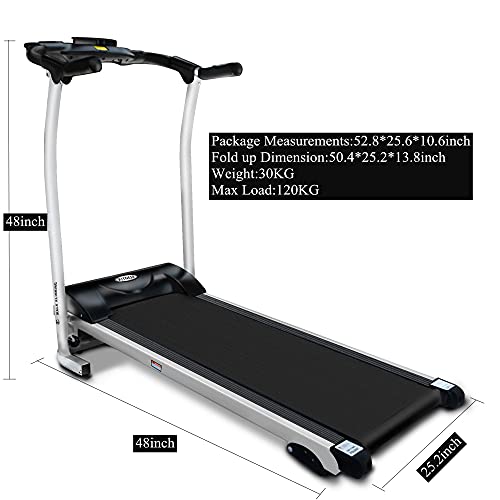 Package Measurements:52.8*25.6*10.6inch
Fold up Dimension:50.4*25.2*13.8inch
Weight:30KG
Max Load:120KG
48inch
48inch
25.2inch